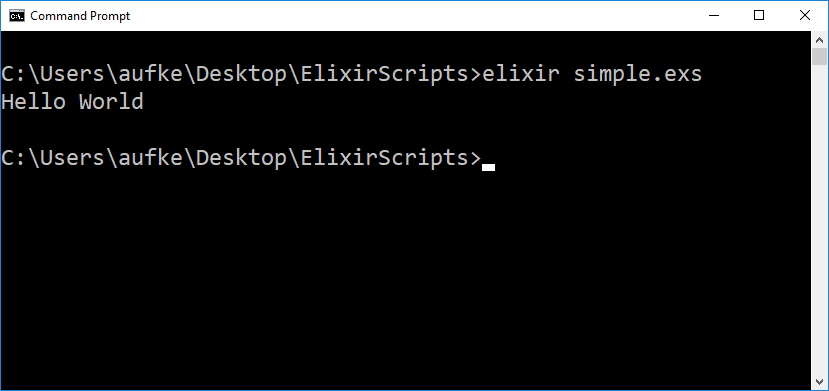 Command Prompt
C:\Users\aufke\Desktop\ElixirScripts>elixir simple.exs
Hello World
C:\Users\aufke\Desktop\ElixirScripts>